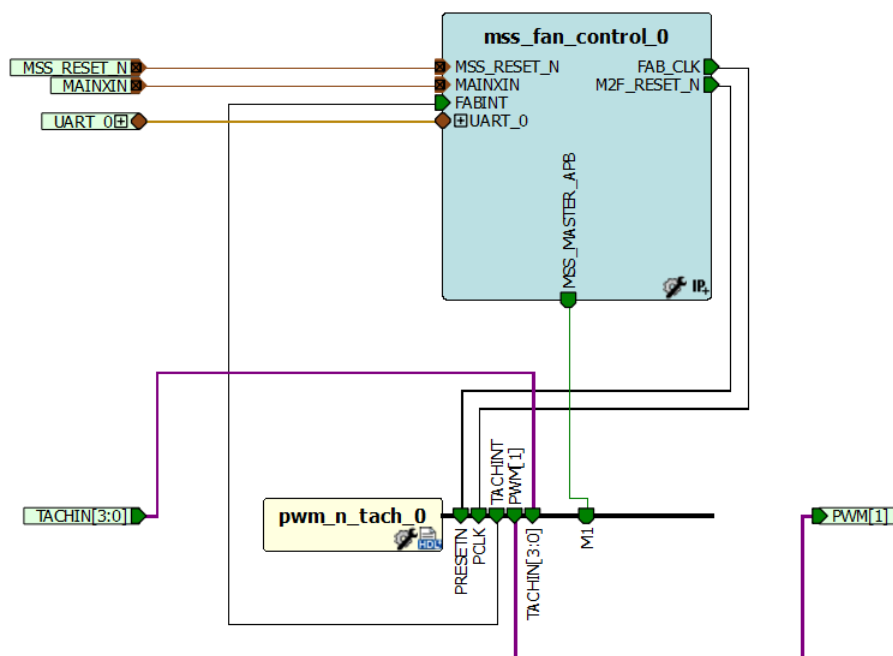 mss_fan_control_0
MSS_RESET_N
MSS_RESET_N
FAB_CLK
MAINXIN
MAINXIN
M2F_RESET_N
FABINT
UART_0
UART_0
MSS_MASTER_APB
IP+
TACHINT
PWM[1]
TACHIN[3:0]
pwm_n_tach_0
HDL
PWM[1]
PRESETN
PCLK
TACHIN[3:0]
M1